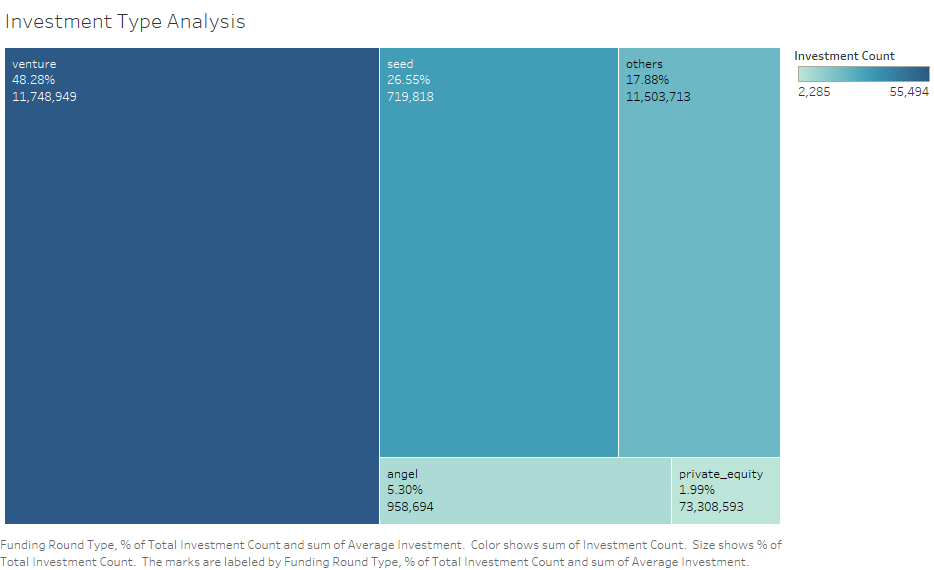 Investment Type Analysis
venture
48.28%
11,748,949
seed
26.55%
719,818
others
17.88%
11,503,713
angel
5.30%
958,694
private_equity
1.99%
73,308,593
Investment Count
2,285 55,494
Funding Round Type, % of Total Investment Count and sum of Average Investment.  Color shows sum of Investment Count.  Size shows % of
Total Investment Count.  The marks are labeled by Funding Round Type, % of Total Investment Count and sum of Average Investment.